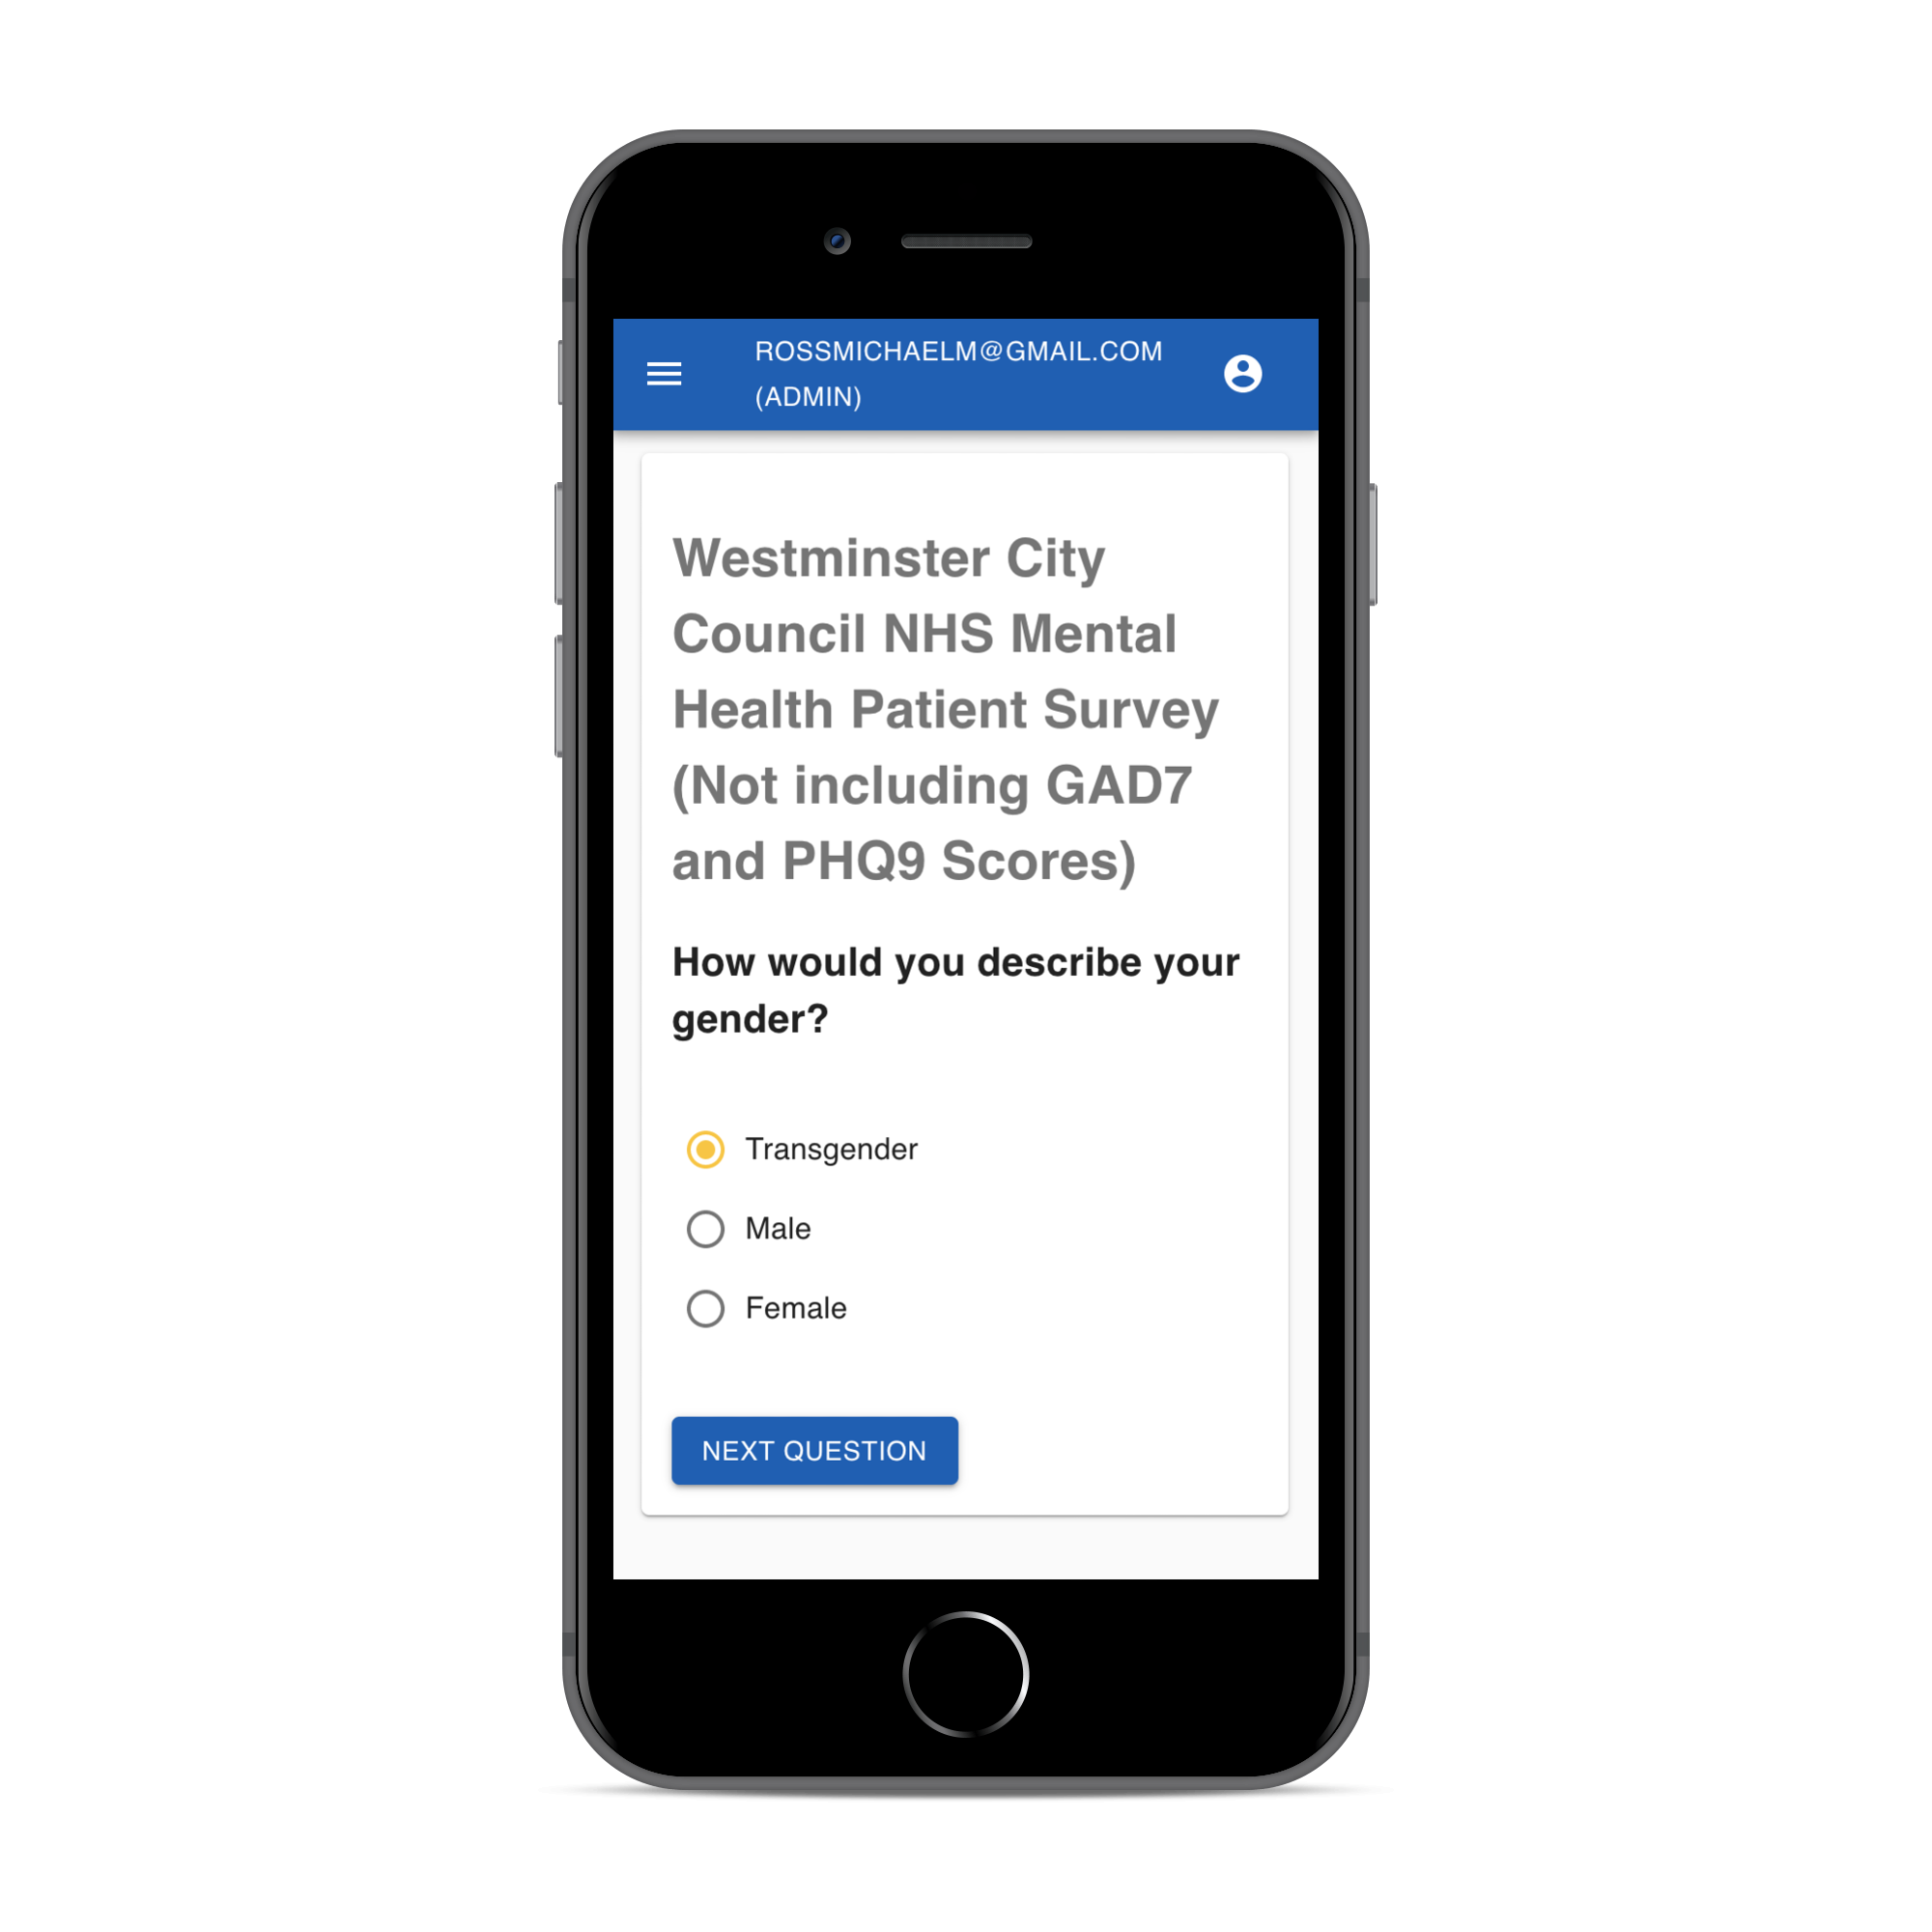 ROSSMICHAELM@GMAIL.COM
(ADMIN)
Westminster City
Council NHS Mental
Health Patient Survey
(Not including GAD7
and PHQ9 Scores)
How would you describe your
gender?
Transgender
Male
Female
NEXT QUESTION